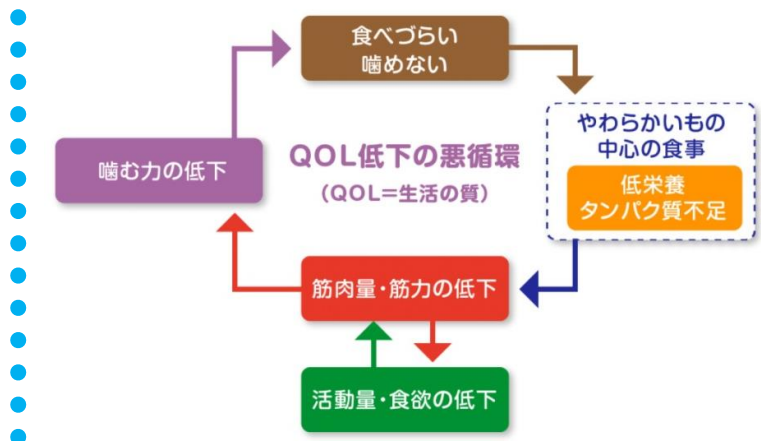 食べづらい
噛めない
やわらかいもの
中心の食事
低栄養
タンパク質不足
噛む力の低下
QOL低下の悪循環
(QOL=生活の質)
筋肉量・筋力の低下
活動量・食欲の低下